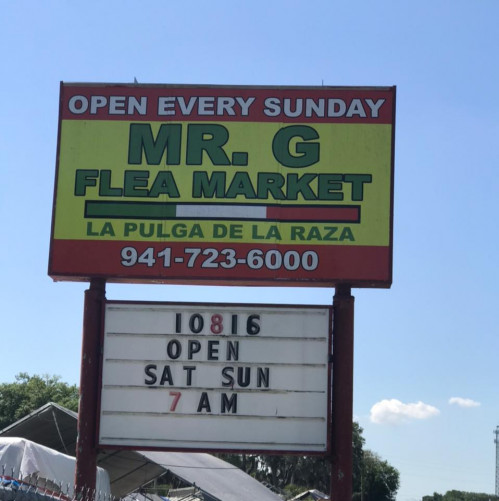 OPEN EVERY SUNDAY
MR. G
FLEA MARKET
LA PULGA DE LA RAZA
941-723-6000
10816
OPEN
SAT SUN
7 AM